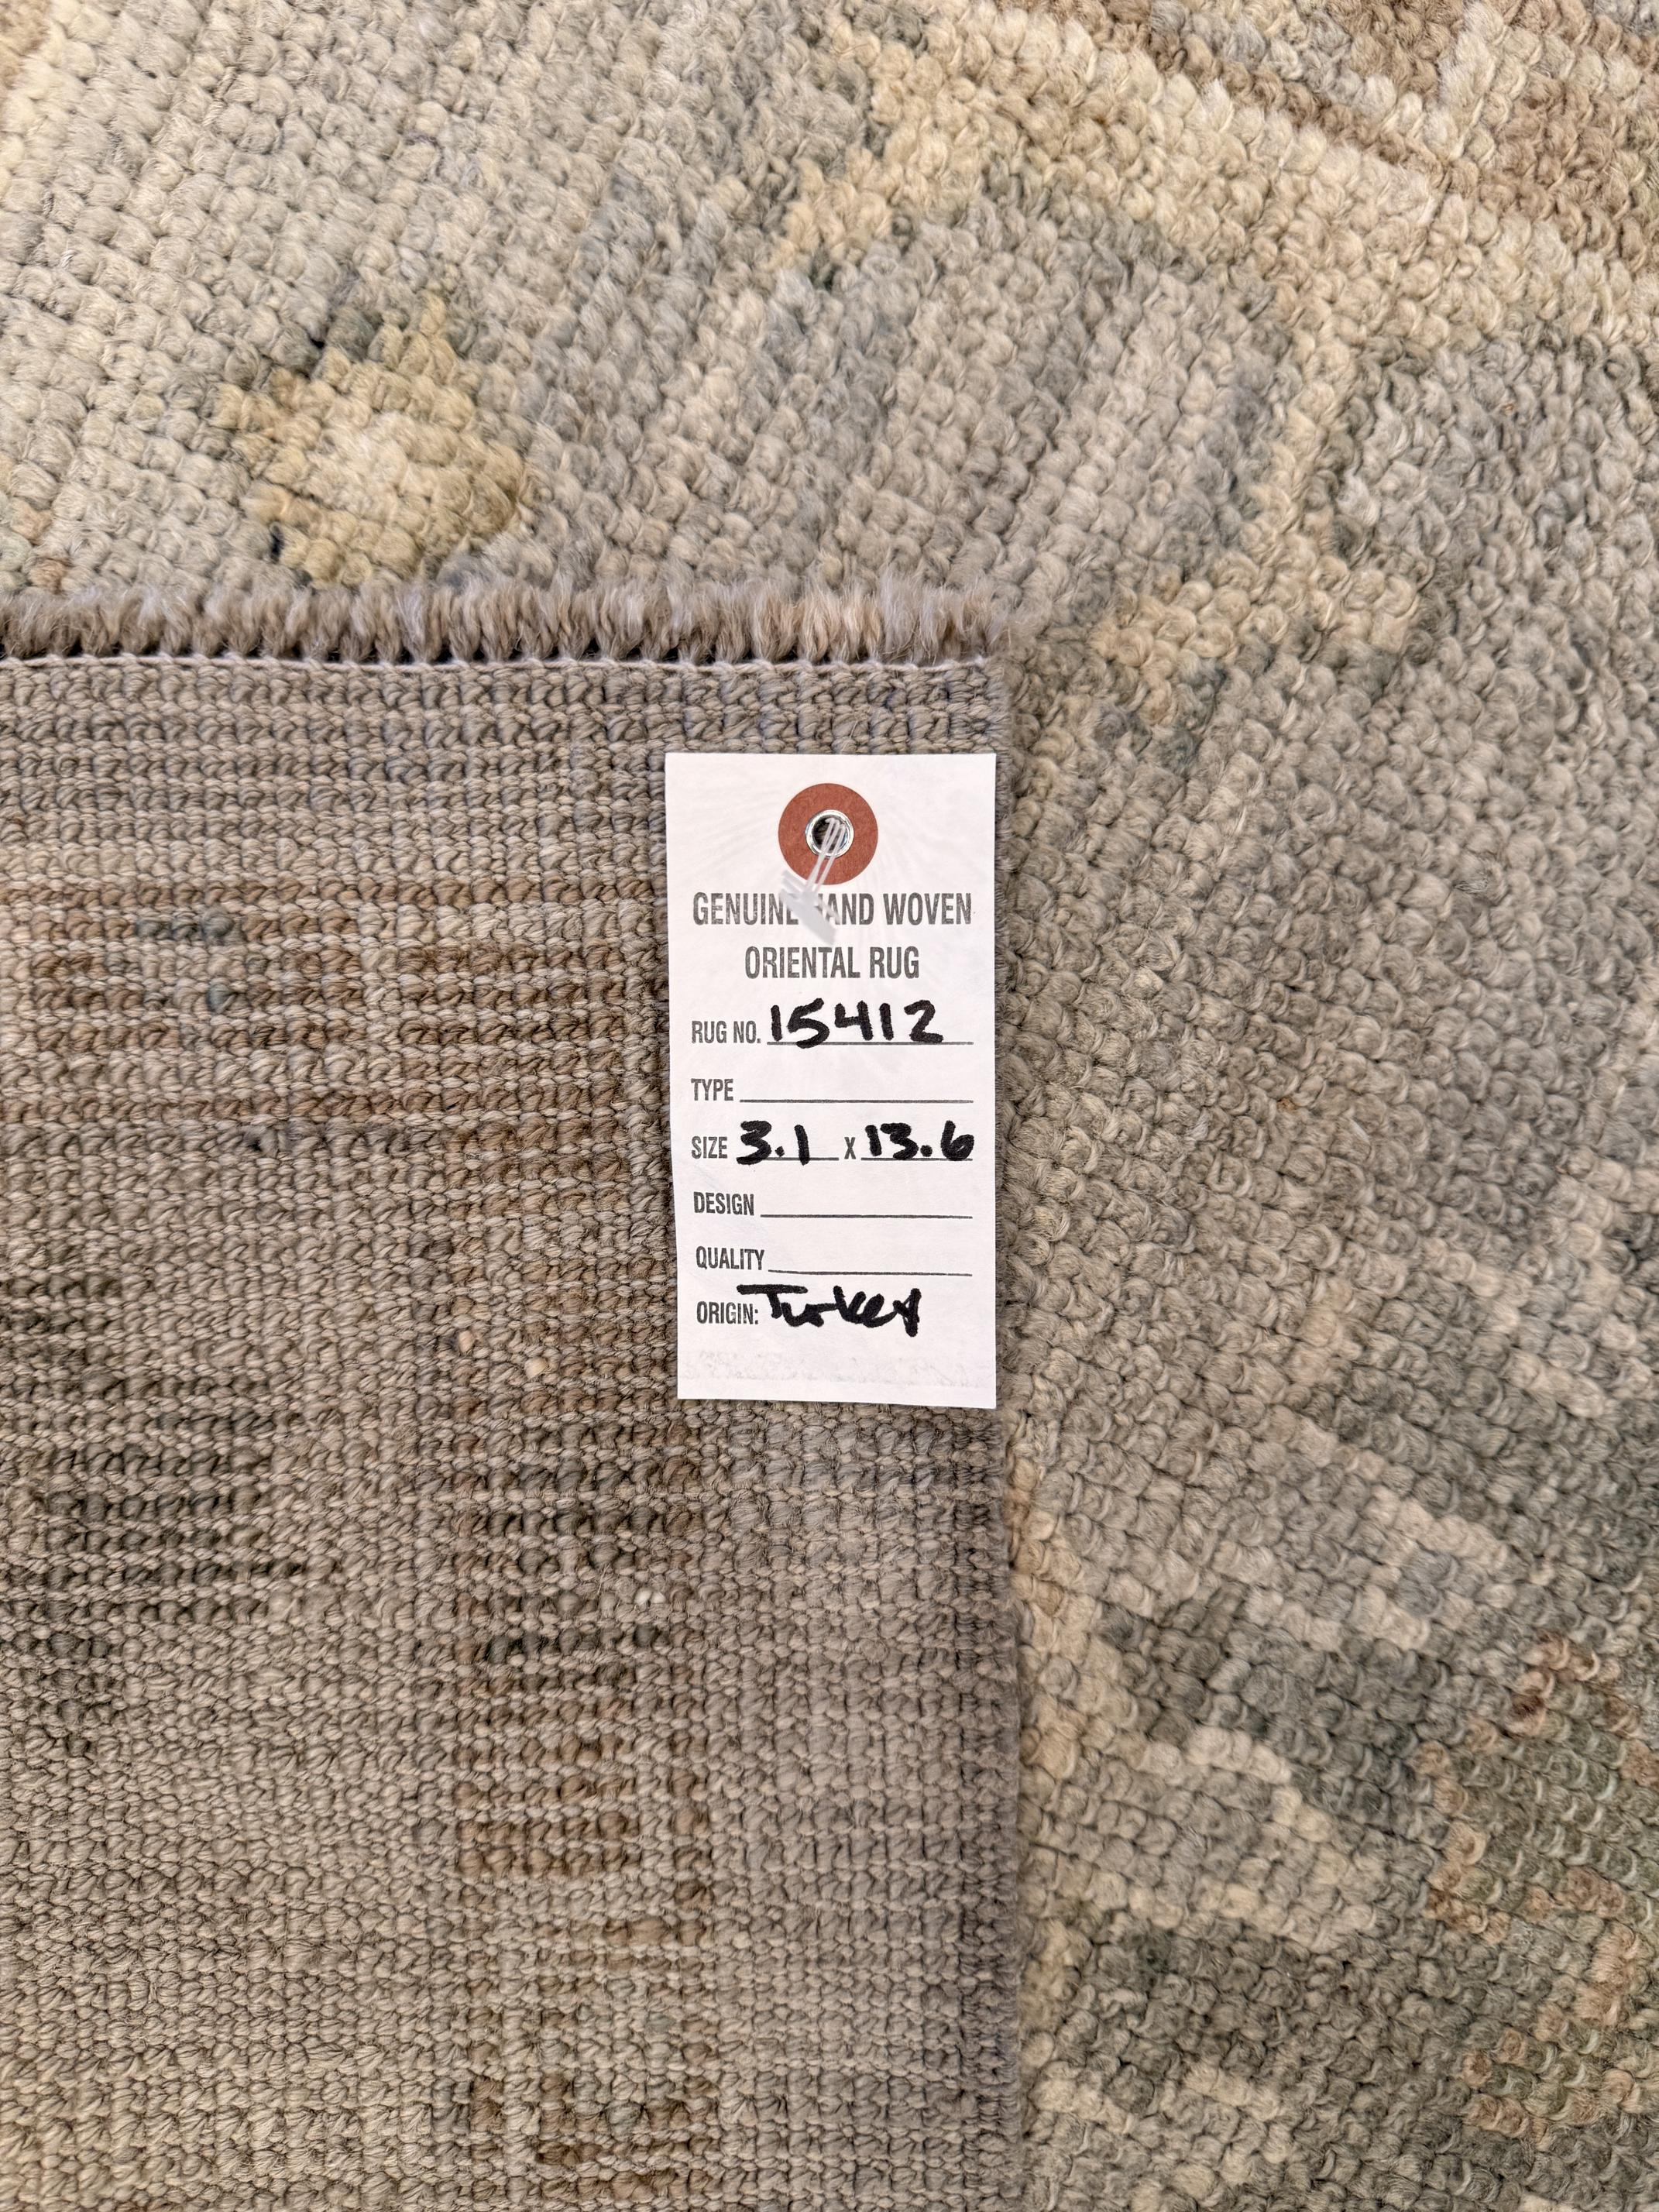 GENUINE HAND WOVEN
ORIENTAL RUG
RUG NO. 15412
TYPE
SIZE 3.1 X 13.6
DESIGN
QUALITY
ORIGIN: Turkey